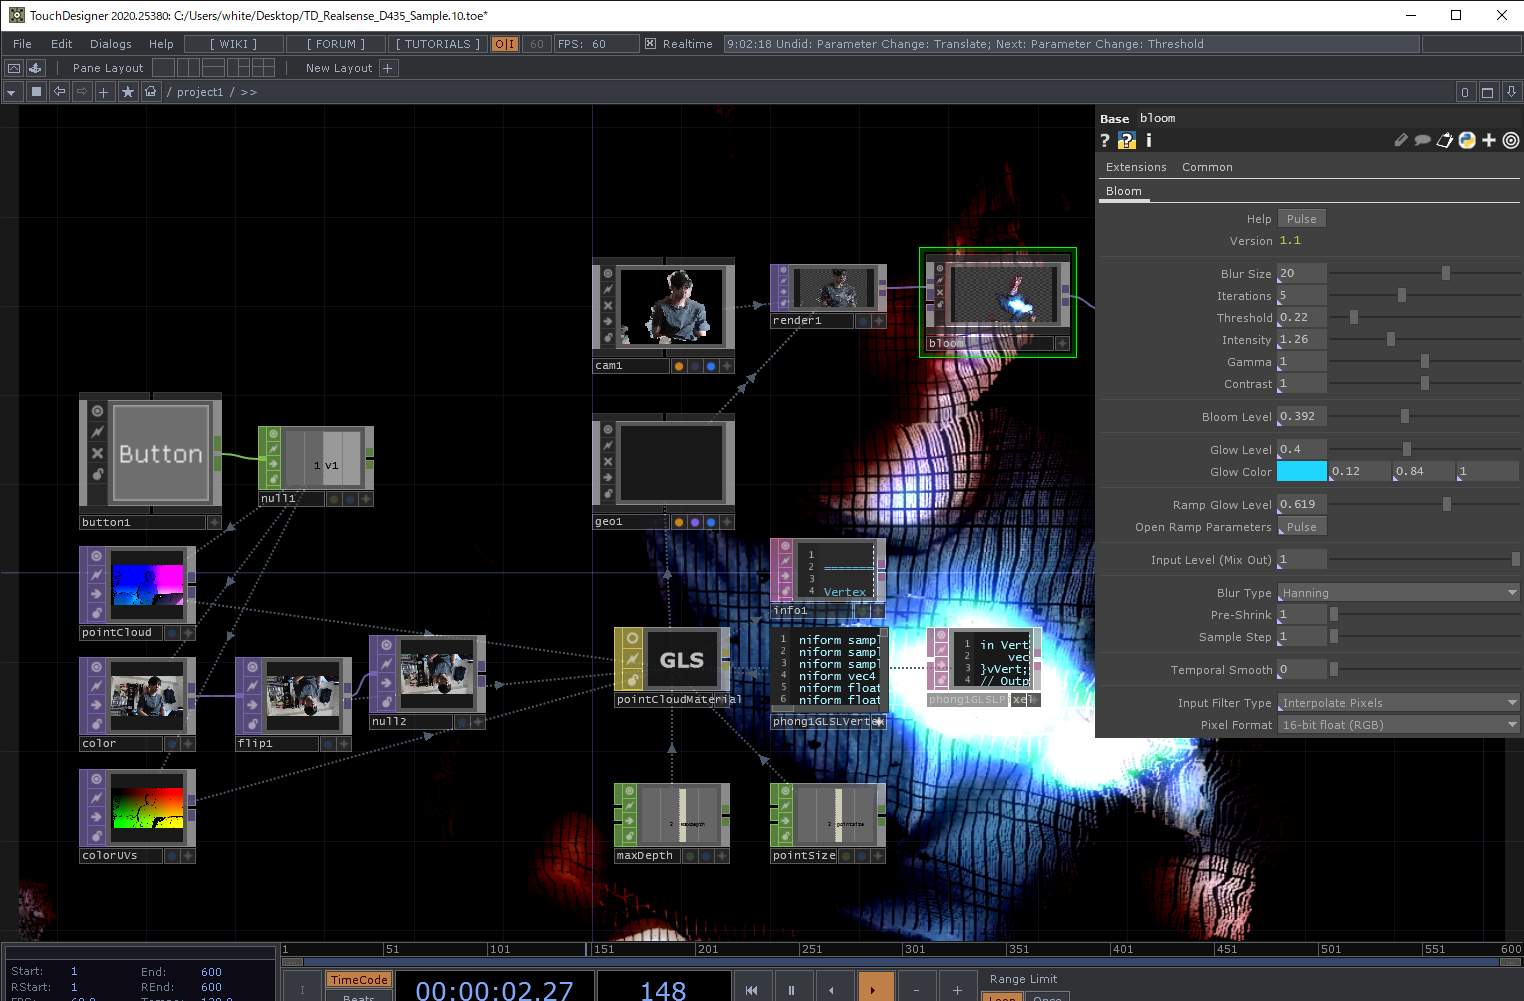 TouchDesigner 2020.25380: C:/Users/white/Desktop/TD_Realsense_D435_Sample.10.toe*
File Edit Dialogs Help [ WIKI ] [ FORUM ] [ TUTORIALS ] O|I 60 FPS: 60 Realtime 9:02:18 Undid: Parameter Change: Translate; Next: Parameter Change: Threshold
Pane Layout New Layout +
/ project1 / >> 0
Base bloom
? ? i
Extensions Common
Bloom
Help Pulse
Version 1.1
Blur Size 20
Iterations 5
Threshold 0.22
Intensity 1.26
Gamma 1
Contrast 1
Bloom Level 0.392
Glow Level 0.4
Glow Color 0.12 0.84 1
Ramp Glow Level 0.619
Open Ramp Parameters Pulse
Input Level (Mix Out) 1
Blur Type Hanning
Pre-Shrink 1
Sample Step 1
Temporal Smooth 0
Input Filter Type Interpolate Pixels
Pixel Format 16-bit float (RGB)
render1
bloom
cam1
Button
1 v1
null1
button1
geo1
1
2 ========
3
4 Vertex
info1
pointCloud
GLS
pointCloudMaterial
1 niform sampl
2 niform sampl
3 niform sampl
4 niform vec4
5 niform float
6 niform float
phong1GLSLVertex
1 in Vert
2 vec
3 }vVert;
4 // Outp
phong1GLSLPixel
color
flip1
null2
2 maxdepth
maxDepth
2 pointsize
pointSize
colorUVs
1 51 101 151 201 251 301 351 401 451 501 551 600
Start: 1 End: 600
RStart: 1 REnd: 600
TimeCode
Beats
00:00:02.27
148
- +
Range Limit
Loop Once